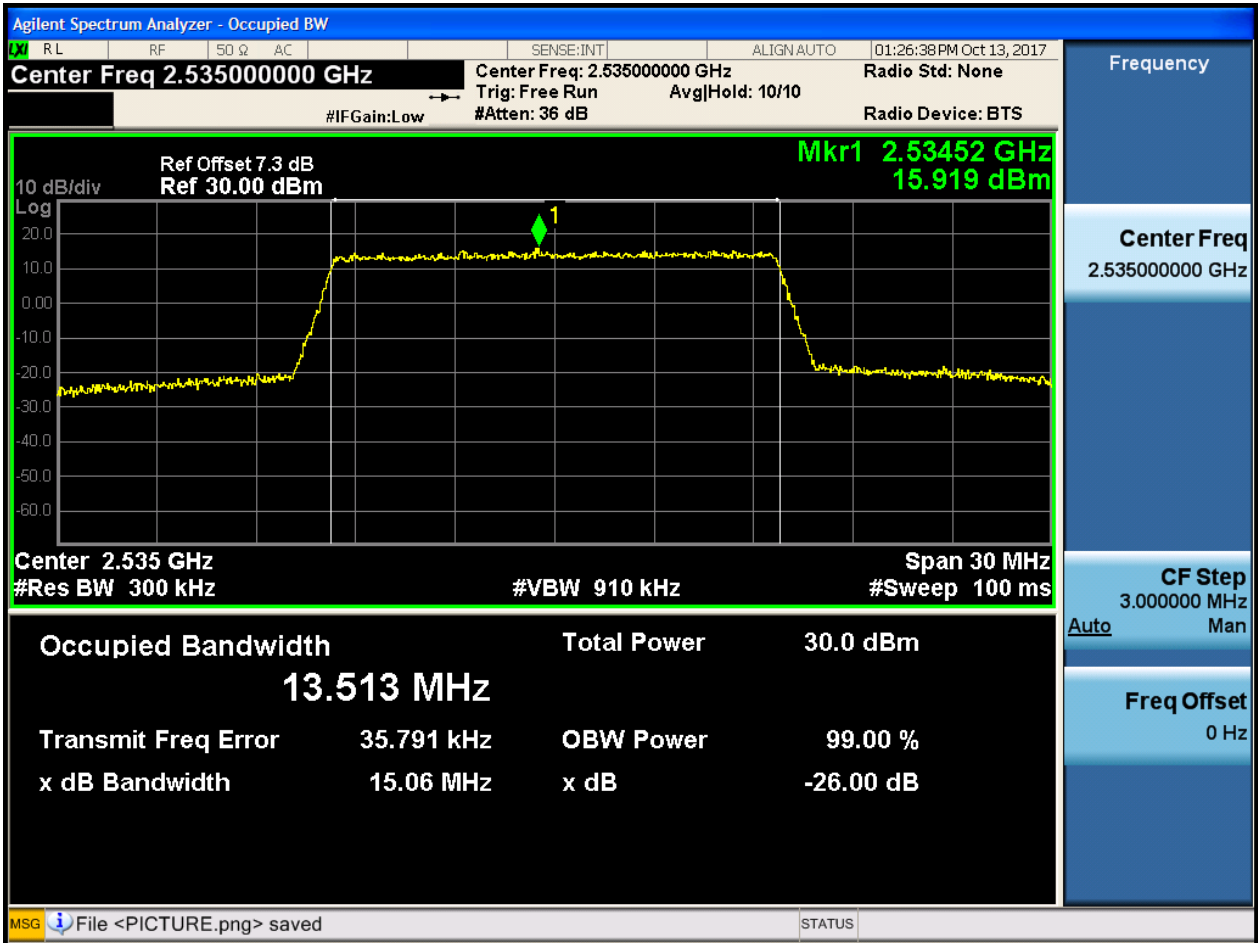 Agilent Spectrum Analyzer - Occupied BW
LXI RL RF 50 Ω AC SENSE:INT ALIGN AUTO 01:26:38 PM Oct 13, 2017
Center Freq 2.535000000 GHz
Center Freq: 2.535000000 GHz Radio Std: None
Trig: Free Run Avg|Hold: 10/10
#IFGain:Low #Atten: 36 dB Radio Device: BTS
Mkr1 2.53452 GHz
15.919 dBm
Ref Offset 7.3 dB
10 dB/div Ref 30.00 dBm
Log
1
20.0
10.0
0.00
-10.0
-20.0
-30.0
-40.0
-50.0
-60.0
Center 2.535 GHz Span 30 MHz
#Res BW 300 kHz #VBW 910 kHz #Sweep 100 ms
Occupied Bandwidth Total Power 30.0 dBm
13.513 MHz
Transmit Freq Error 35.791 kHz OBW Power 99.00 %
x dB Bandwidth 15.06 MHz x dB -26.00 dB
MSG File <PICTURE.png> saved STATUS
Frequency
Center Freq
2.535000000 GHz
CF Step
3.000000 MHz
Auto Man
Freq Offset
0 Hz